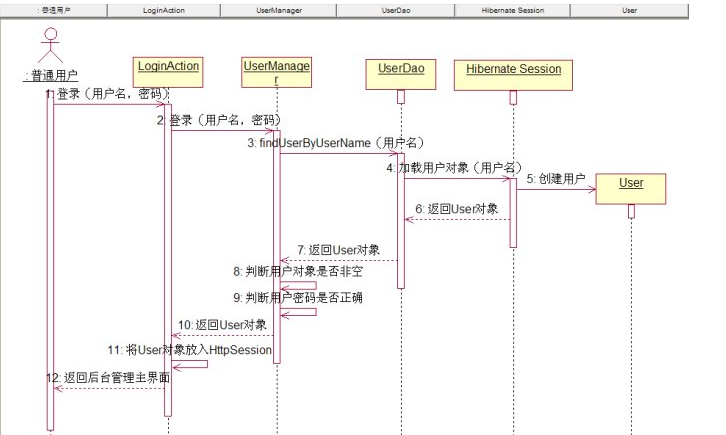 : 普通用户
LoginAction
UserManager
UserDao
Hibernate Session
User
: 普通用户
LoginAction
UserManage
r
UserDao
Hibernate Session
1: 登录（用户名，密码）
2: 登录（用户名，密码）
3: findUserByUserName（用户名）
4: 加载用户对象（用户名）
5: 创建用户
User
6: 返回User对象
7: 返回User对象
8: 判断用户对象是否非空
9: 判断用户密码是否正确
10: 返回User对象
11: 将User对象放入HttpSession
12: 返回后台管理主界面